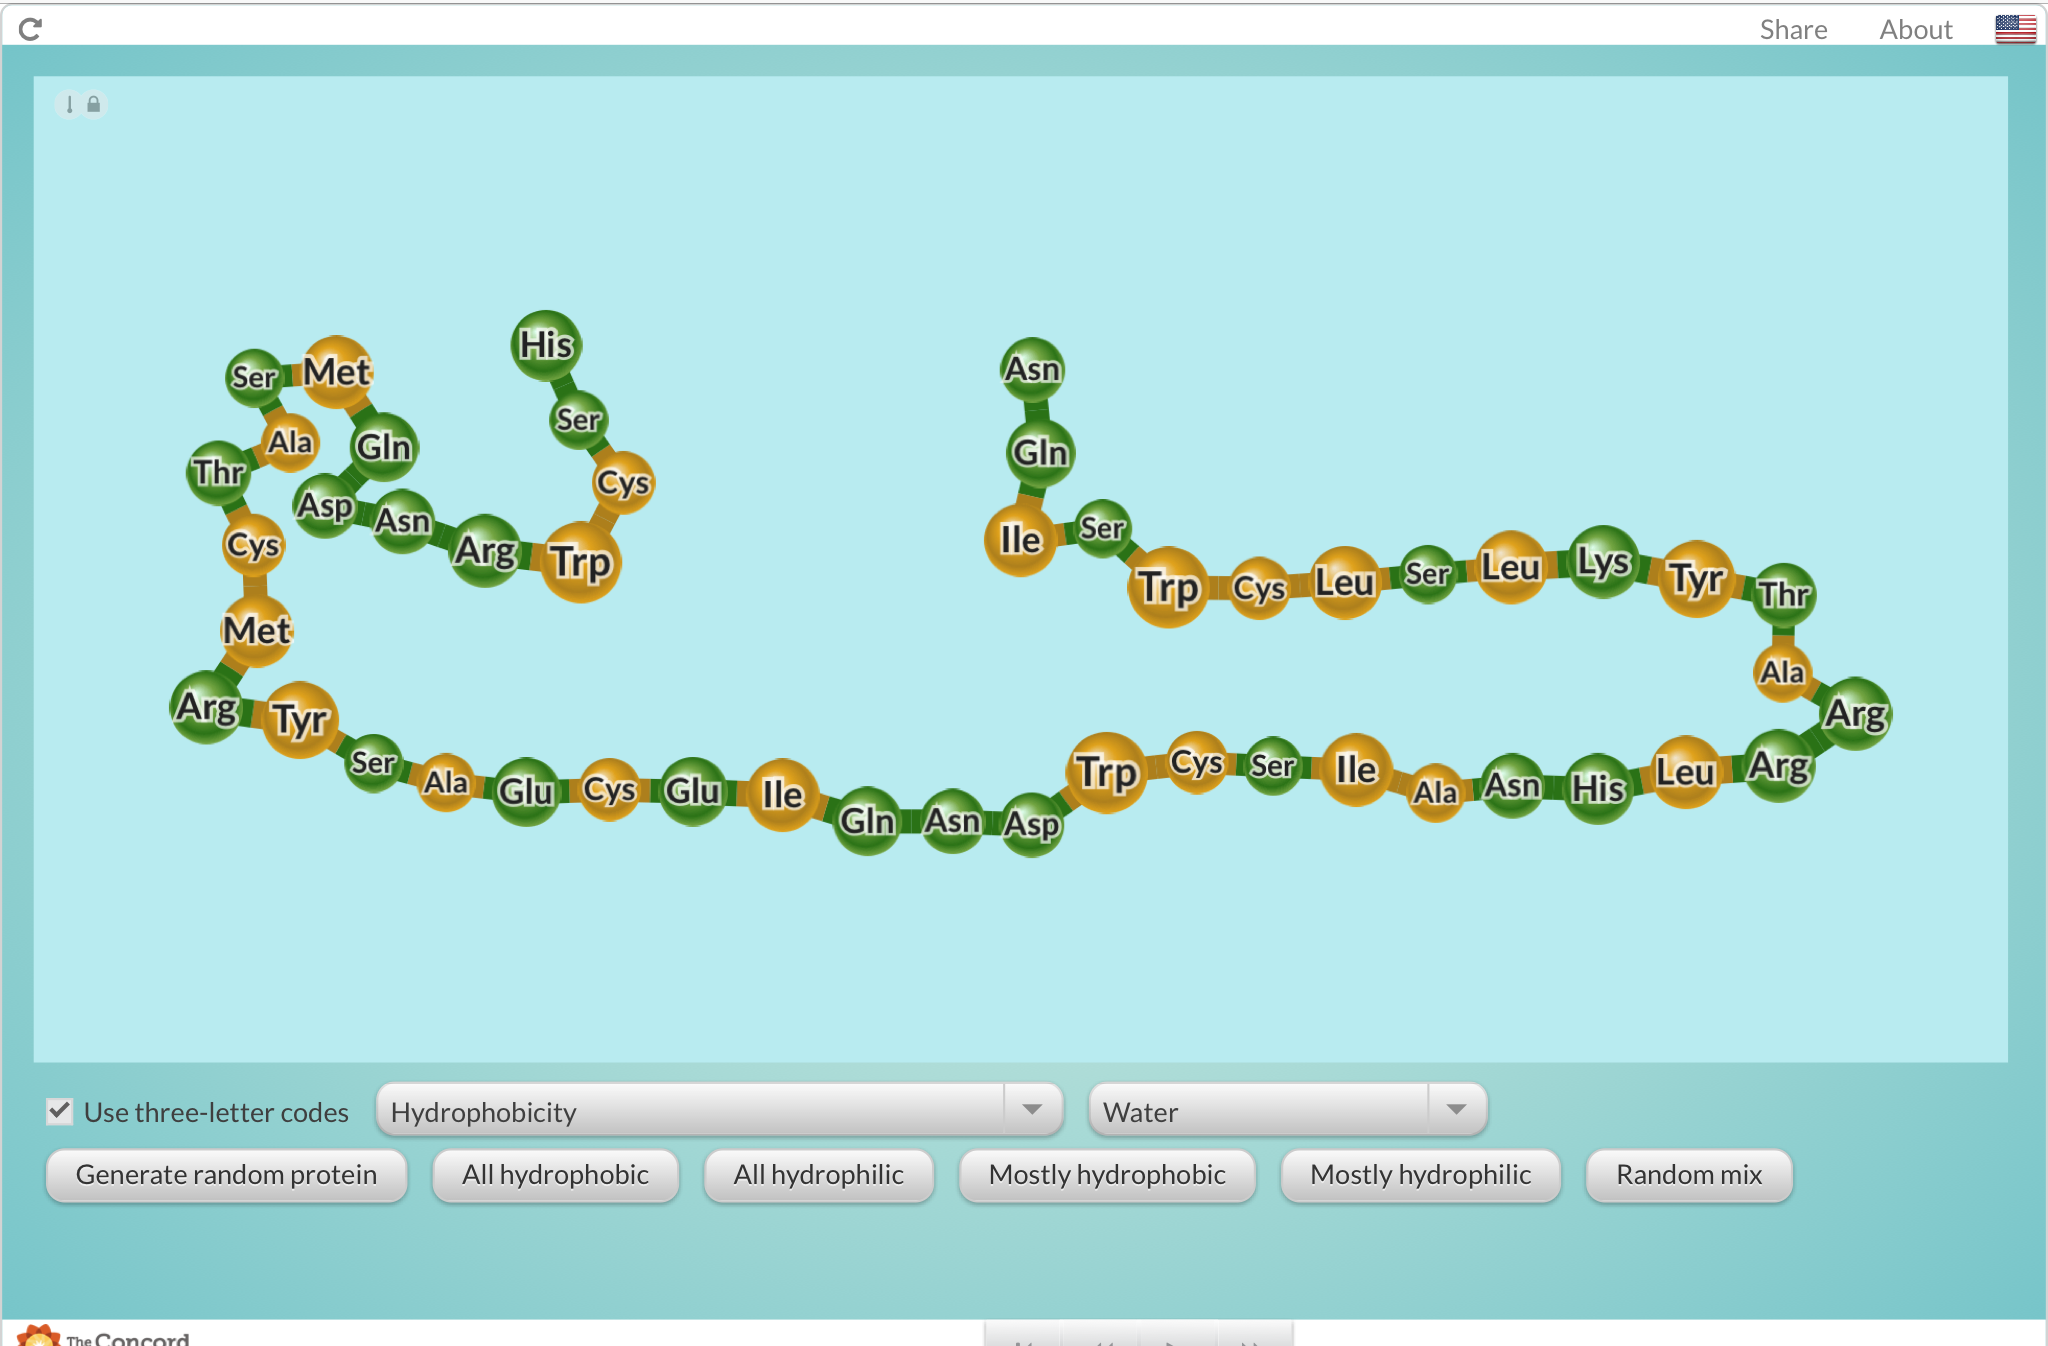 Share About
His
Asn
Ser Met
Ser
Ala Gln
Gln
Thr
Cys
Asp Asn
Ser
Cys
Arg Trp
Ile
Trp Cys Leu Ser Leu Lys Tyr Thr
Met
Ala
Arg Tyr
Arg
Ser Ala Glu Cys Glu Ile Gln Asn Asp Trp Cys Ser Ile Ala Asn His Leu Arg
Use three-letter codes Hydrophobicity Water
Generate random protein All hydrophobic All hydrophilic Mostly hydrophobic Mostly hydrophilic Random mix
The Concord